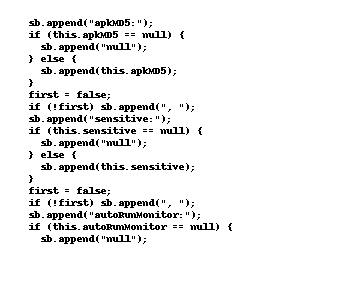 sb.append("apkMD5:");
if (this.apkMD5 == null) {
  sb.append("null");
} else {
  sb.append(this.apkMD5);
}
first = false;
if (!first) sb.append(", ");
sb.append("sensitive:");
if (this.sensitive == null) {
  sb.append("null");
} else {
  sb.append(this.sensitive);
}
first = false;
if (!first) sb.append(", ");
sb.append("autoRunMonitor:");
if (this.autoRunMonitor == null) {
  sb.append("null");